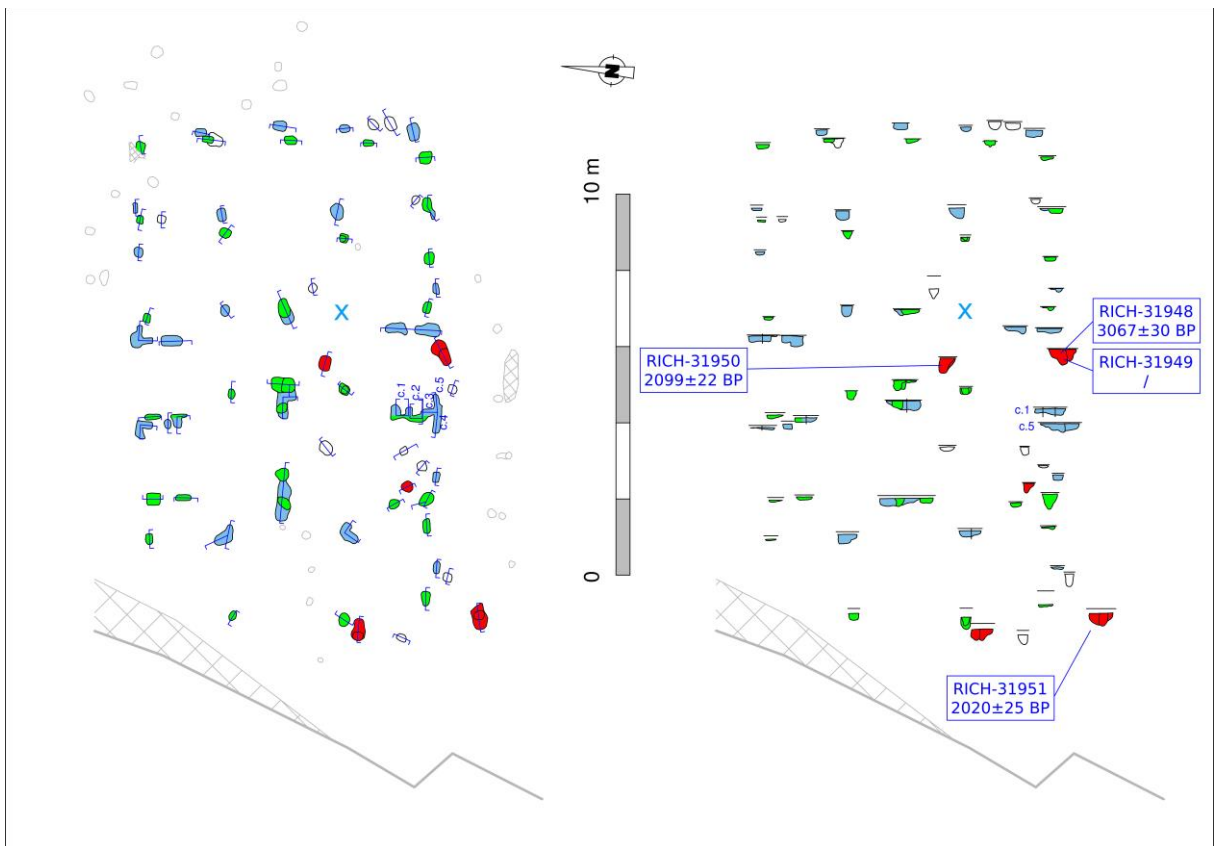 N
10 m
0
X
c.1
c.2
c.3
c.5
c.4
X
RICH-31948
3067±30 BP
RICH-31949
/
RICH-31950
2099±22 BP
c.1
c.5
RICH-31951
2020±25 BP